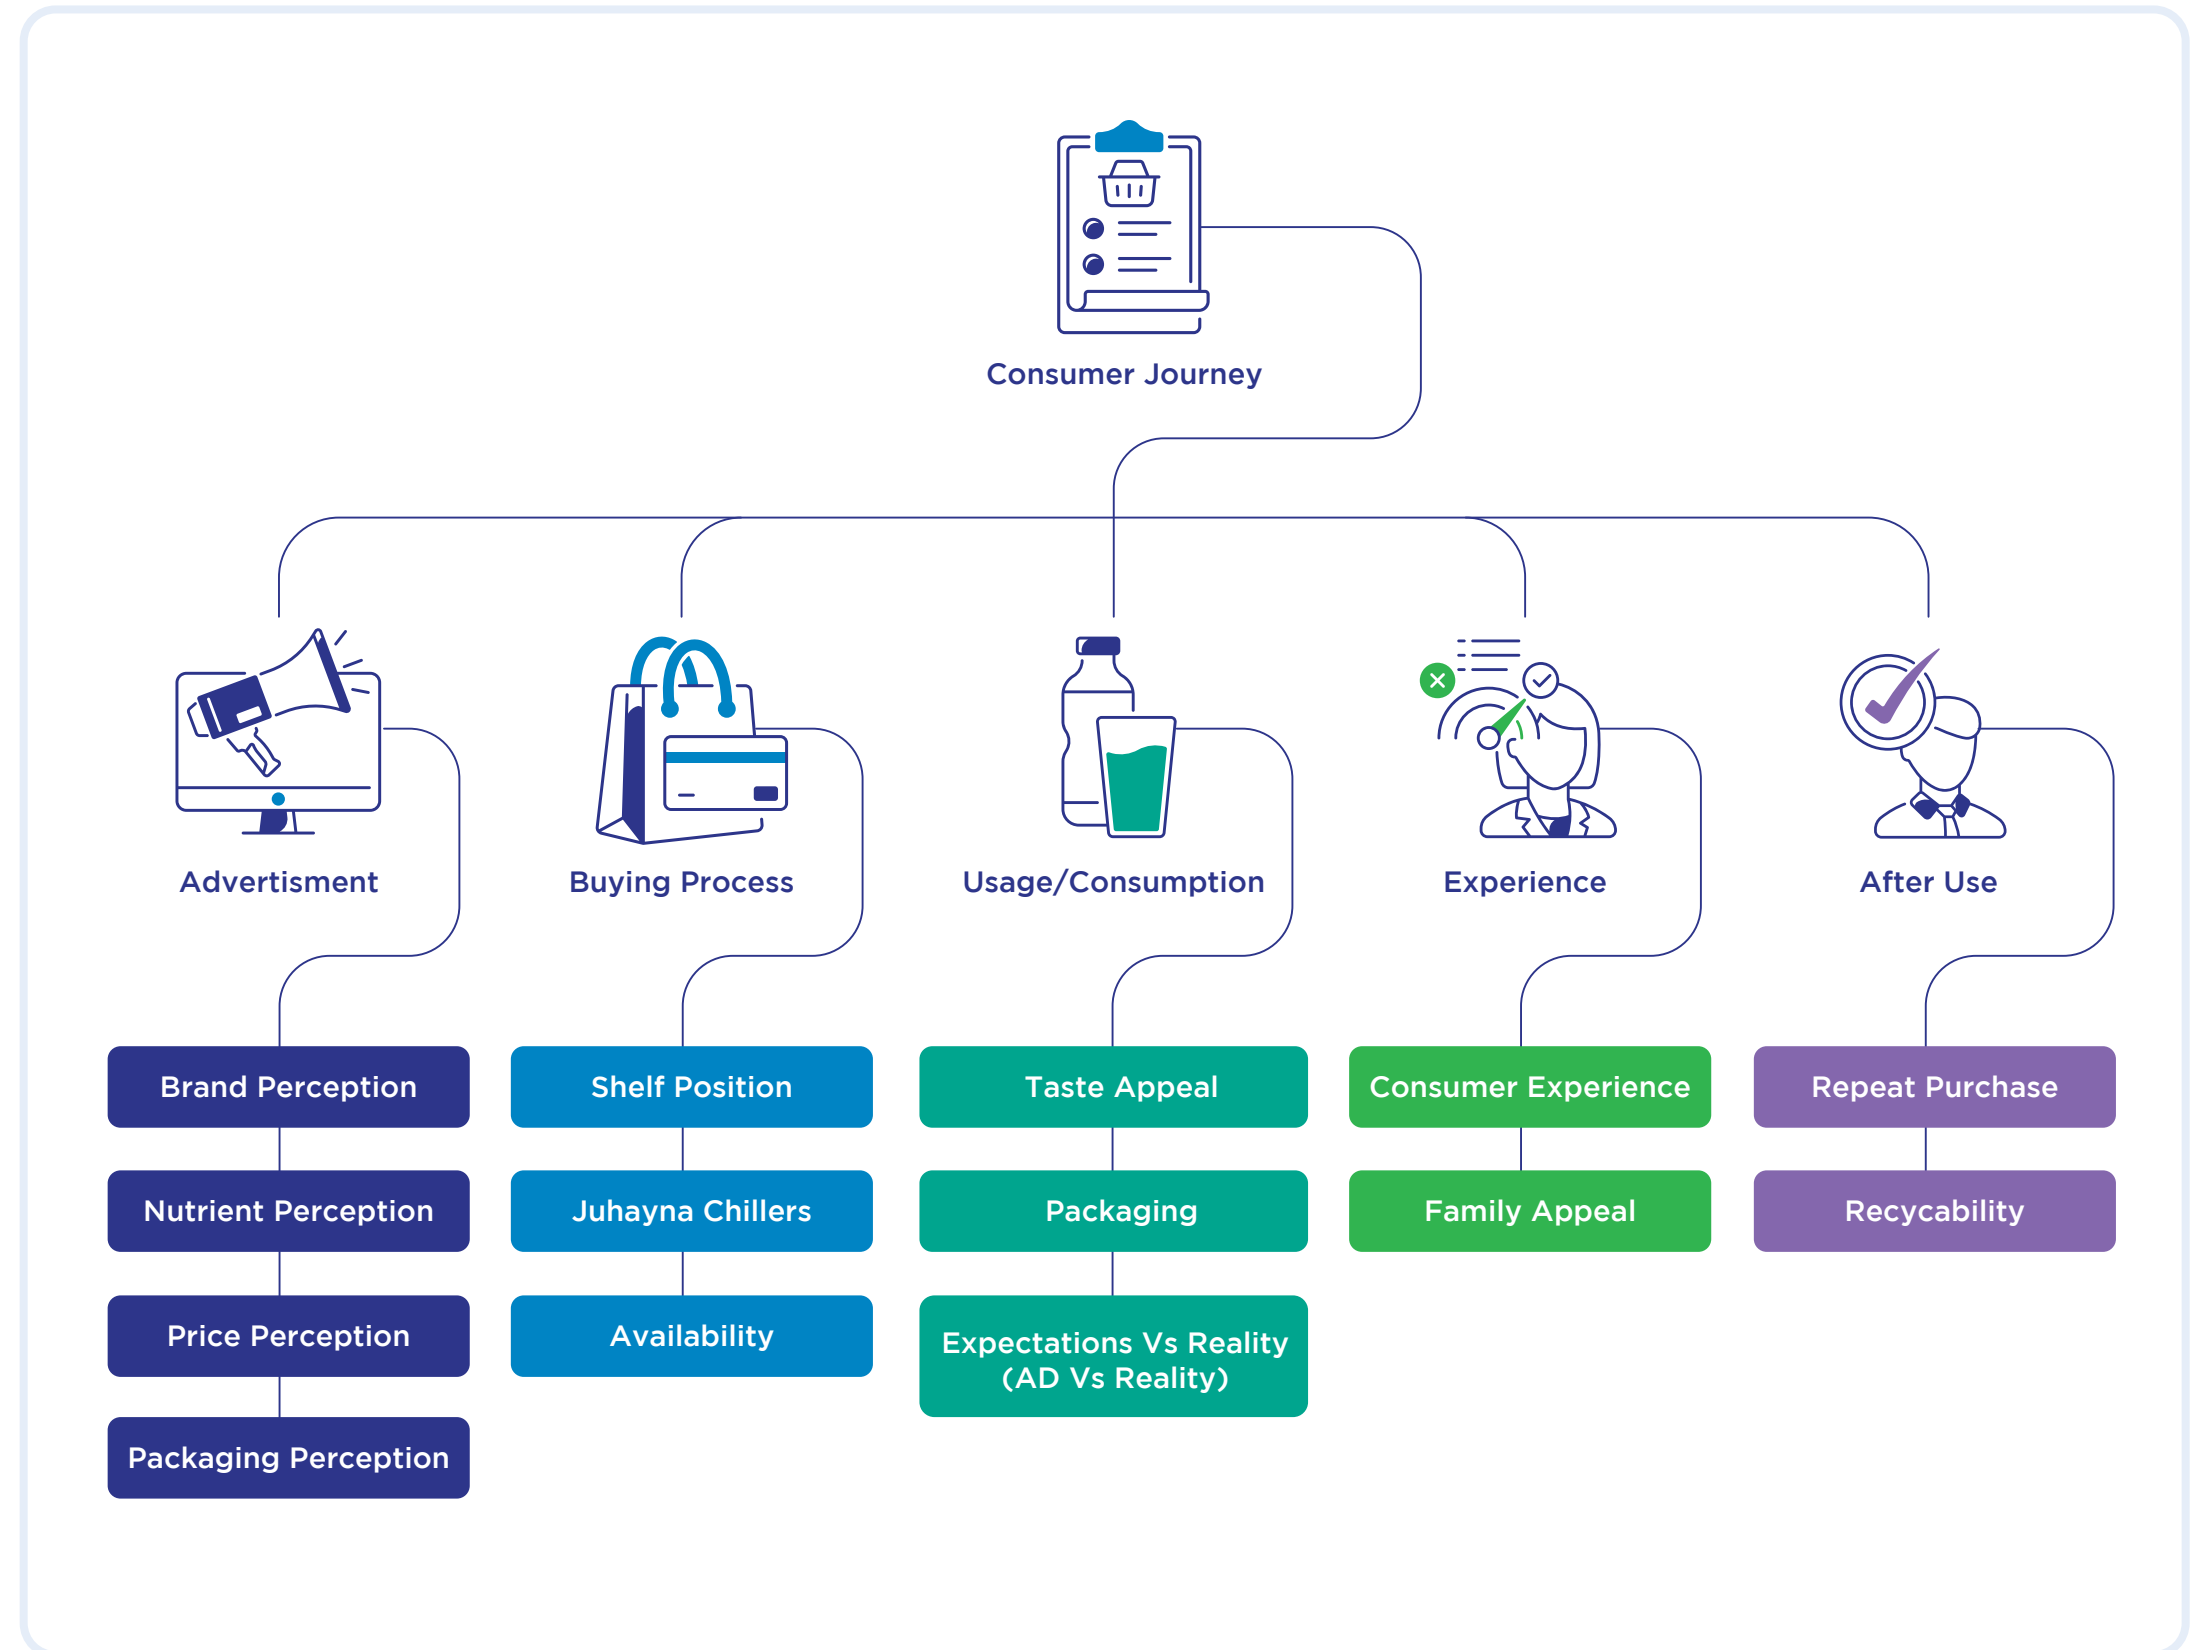 Consumer Journey
Advertisment
Buying Process
Usage/Consumption
Experience
After Use
Brand Perception
Nutrient Perception
Price Perception
Packaging Perception
Shelf Position
Juhayna Chillers
Availability
Taste Appeal
Packaging
Expectations Vs Reality
(AD Vs Reality)
Consumer Experience
Family Appeal
Repeat Purchase
Recycability